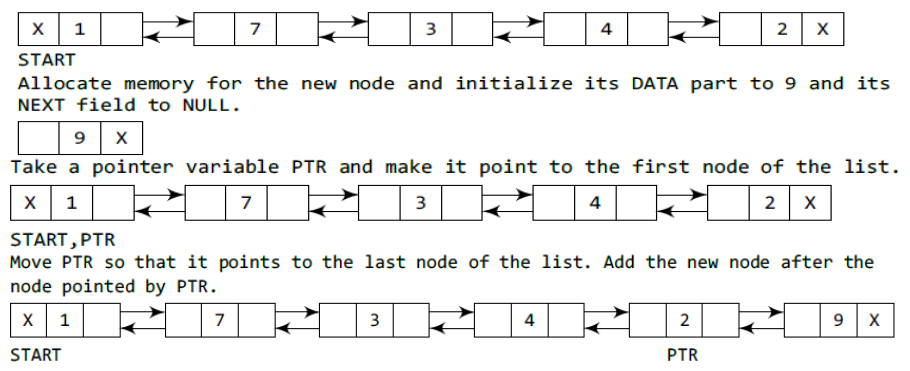 X 1 7 3 4 2 X
START
Allocate memory for the new node and initialize its DATA part to 9 and its
NEXT field to NULL.
9 X
Take a pointer variable PTR and make it point to the first node of the list.
X 1 7 3 4 2 X
START,PTR
Move PTR so that it points to the last node of the list. Add the new node after the
node pointed by PTR.
X 1 7 3 4 2 9 X
START PTR